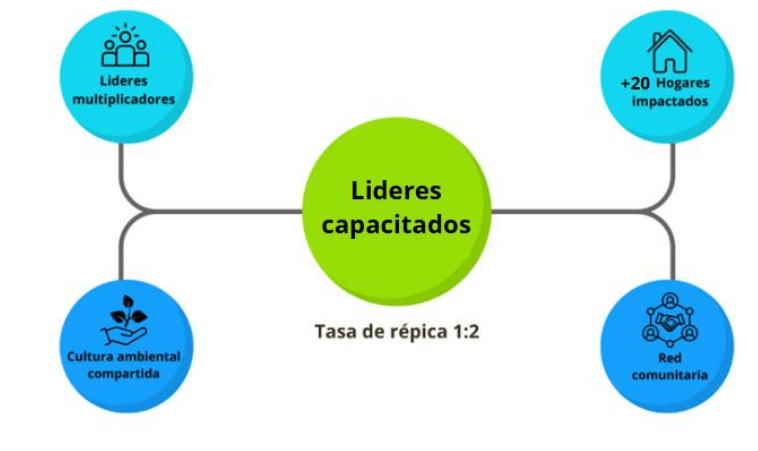 Lideres
multiplicadores
+20 Hogares
impactados
Lideres
capacitados
Tasa de répica 1:2
Cultura ambiental
compartida
Red
comunitaria